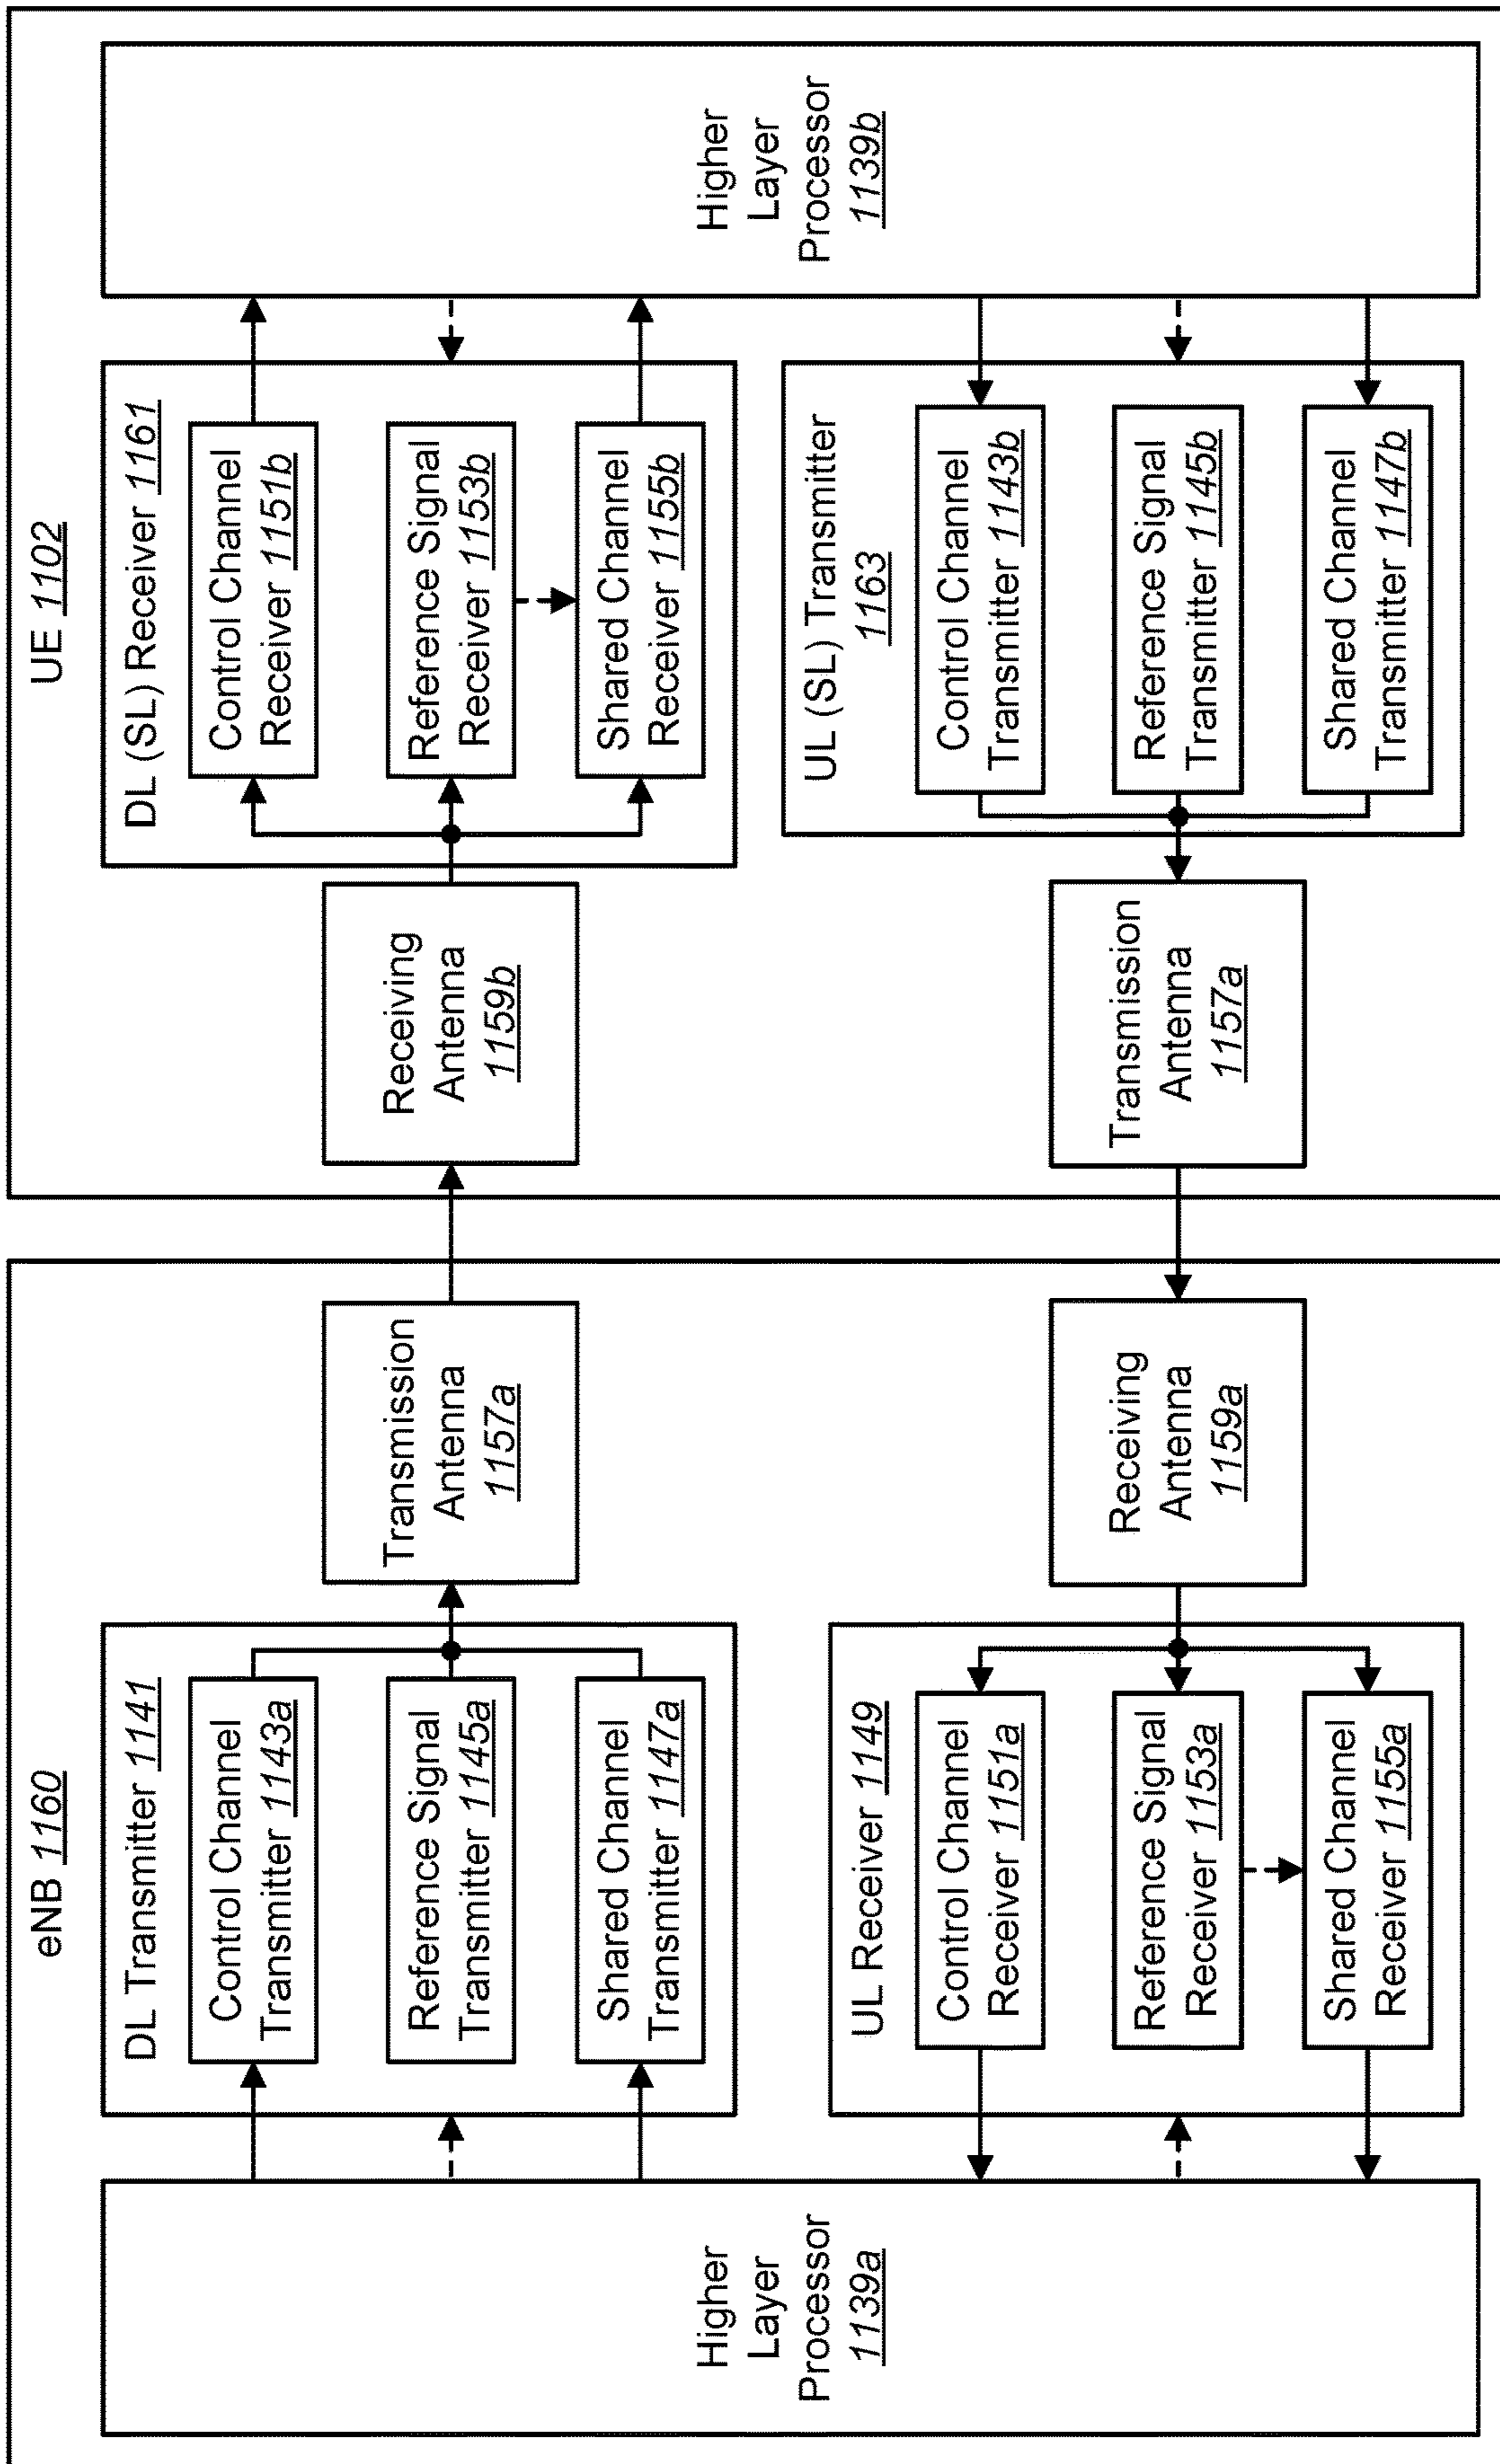 eNB 1160
Higher
Layer
Processor
1139a
DL Transmitter 1141
Control Channel
Transmitter 1143a
Reference Signal
Transmitter 1145a
Shared Channel
Transmitter 1147a
Transmission
Antenna
1157a
UL Receiver 1149
Control Channel
Receiver 1151a
Reference Signal
Receiver 1153a
Shared Channel
Receiver 1155a
Receiving
Antenna
1159a
UE 1102
Receiving
Antenna
1159b
DL (SL) Receiver 1161
Control Channel
Receiver 1151b
Reference Signal
Receiver 1153b
Shared Channel
Receiver 1155b
Transmission
Antenna
1157a
UL (SL) Transmitter
1163
Control Channel
Transmitter 1143b
Reference Signal
Transmitter 1145b
Shared Channel
Transmitter 1147b
Higher
Layer
Processor
1139b